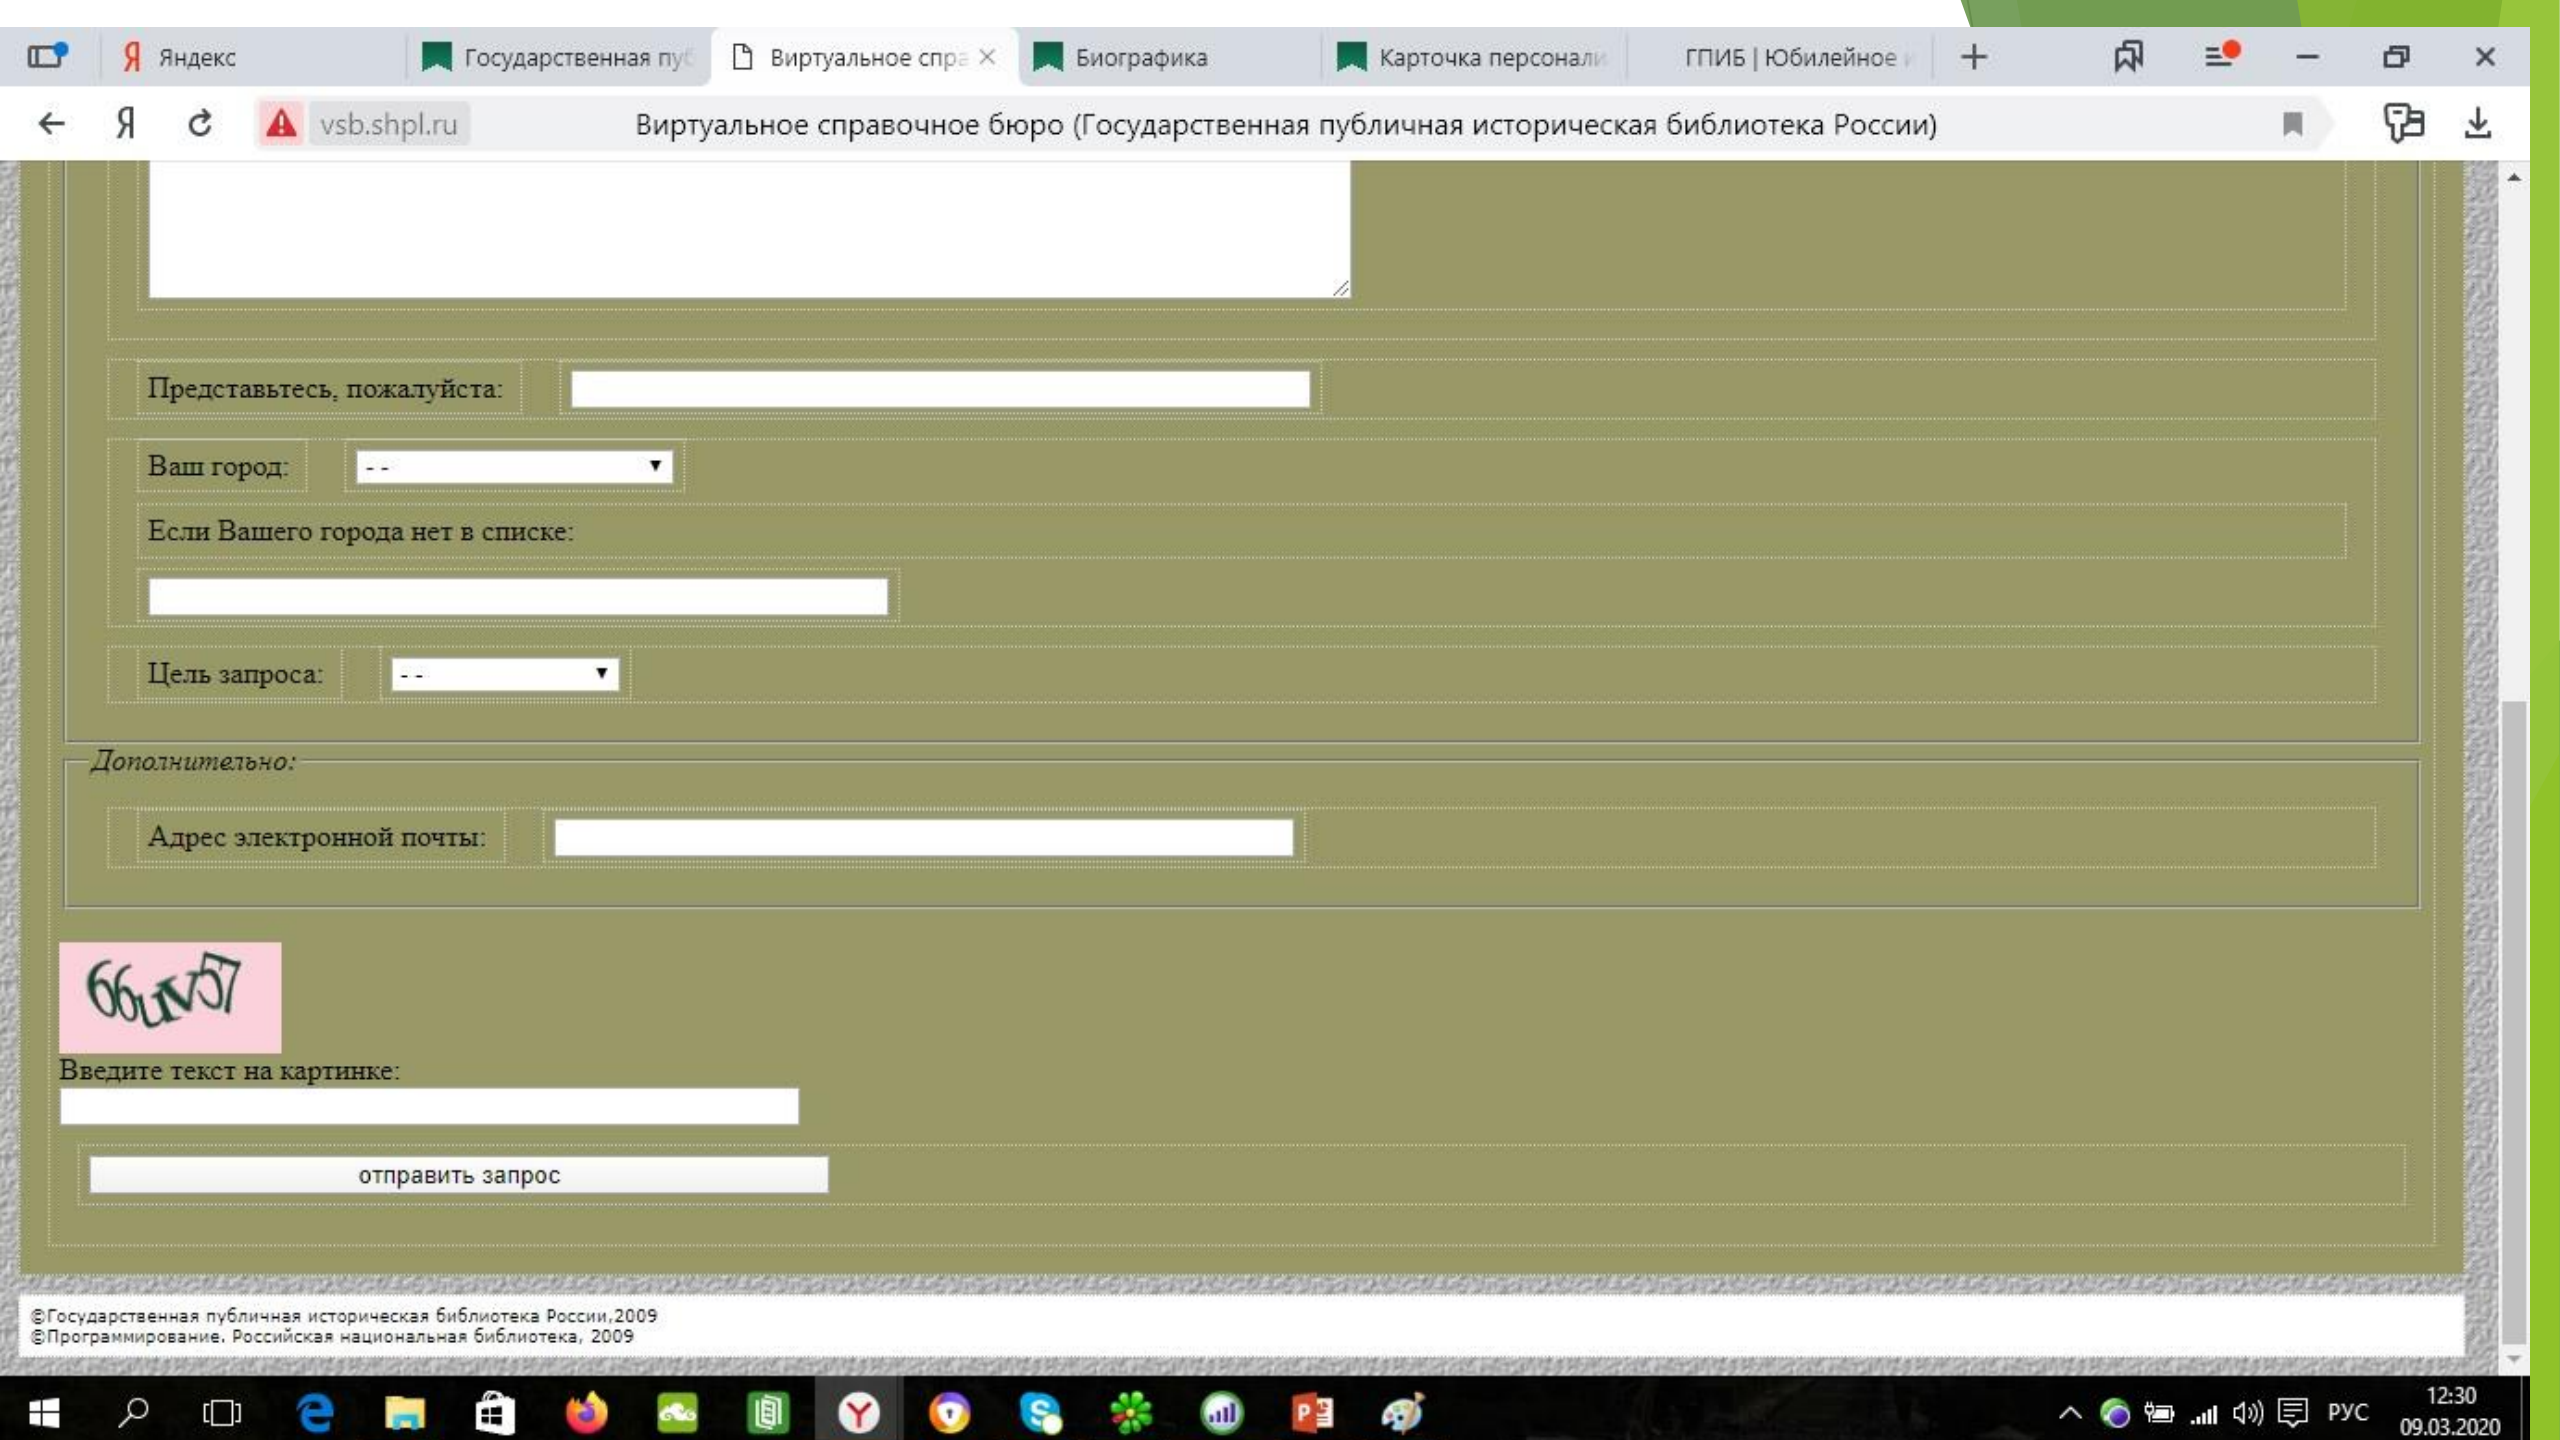 Яндекс
Государственная пуб
Виртуальное спра
Биографика
Карточка персонали
ГПИБ | Юбилейное и
vsb.shpl.ru
Виртуальное справочное бюро (Государственная публичная историческая библиотека России)
Представьтесь, пожалуйста:
Ваш город: - -
Если Вашего города нет в списке:
Цель запроса: - -
Дополнительно:
Адрес электронной почты:
66uv57
Введите текст на картинке:
отправить запрос
©Государственная публичная историческая библиотека России,2009
©Программирование. Российская национальная библиотека, 2009
РУС
12:30
09.03.2020